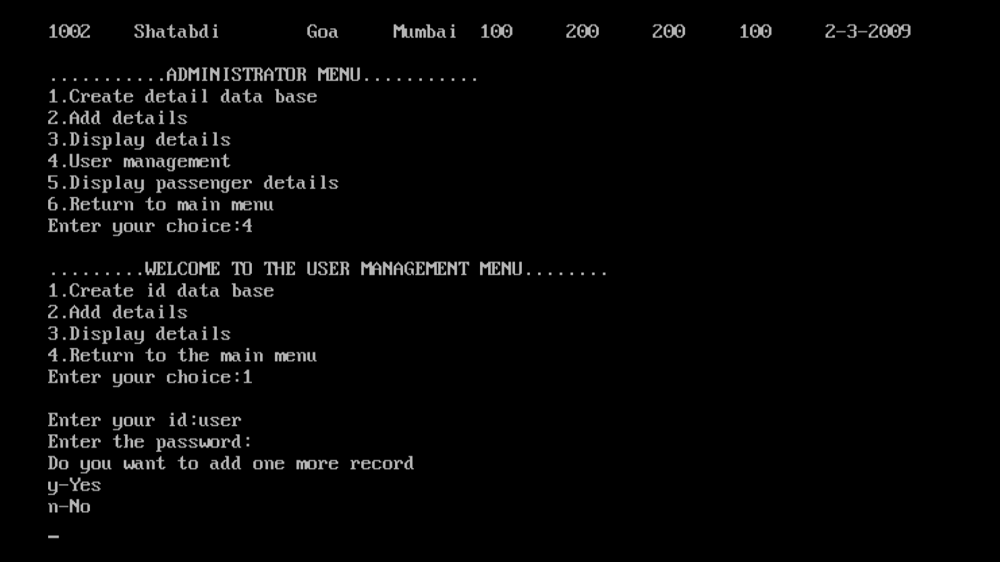 1002 Shatabdi Goa Mumbai 100 200 200 100 2-3-2009
...........ADMINISTRATOR MENU...........
1.Create detail data base
2.Add details
3.Display details
4.User management
5.Display passenger details
6.Return to main menu
Enter your choice:4
.........WELCOME TO THE USER MANAGEMENT MENU........
1.Create id data base
2.Add details
3.Display details
4.Return to the main menu
Enter your choice:1
Enter your id:user
Enter the password:
Do you want to add one more record
y-Yes
n-No
_